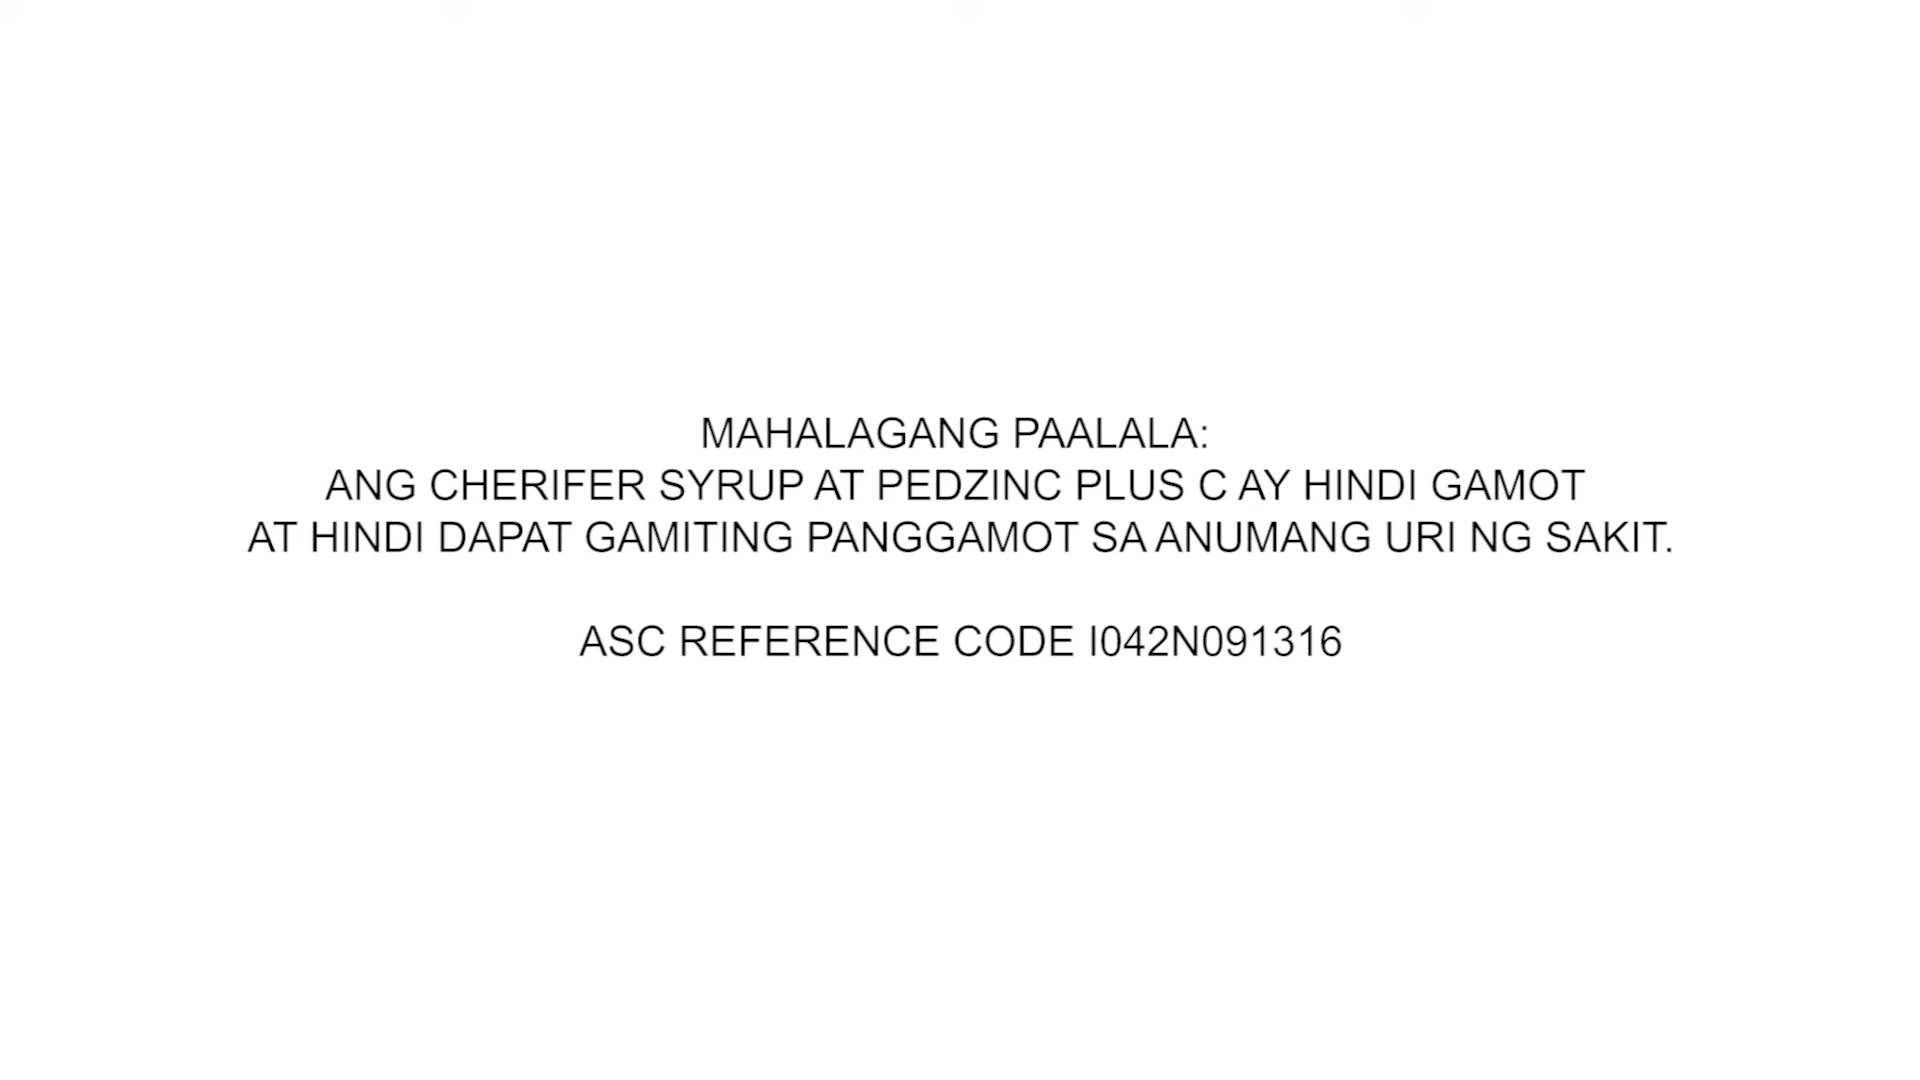 MAHALAGANG PAALALA:
ANG CHERIFER SYRUP AT PEDZINC PLUS C AY HINDI GAMOT
AT HINDI DAPAT GAMITING PANGGAMOT SA ANUMANG URI NG SAKIT.
ASC REFERENCE CODE I042N091316